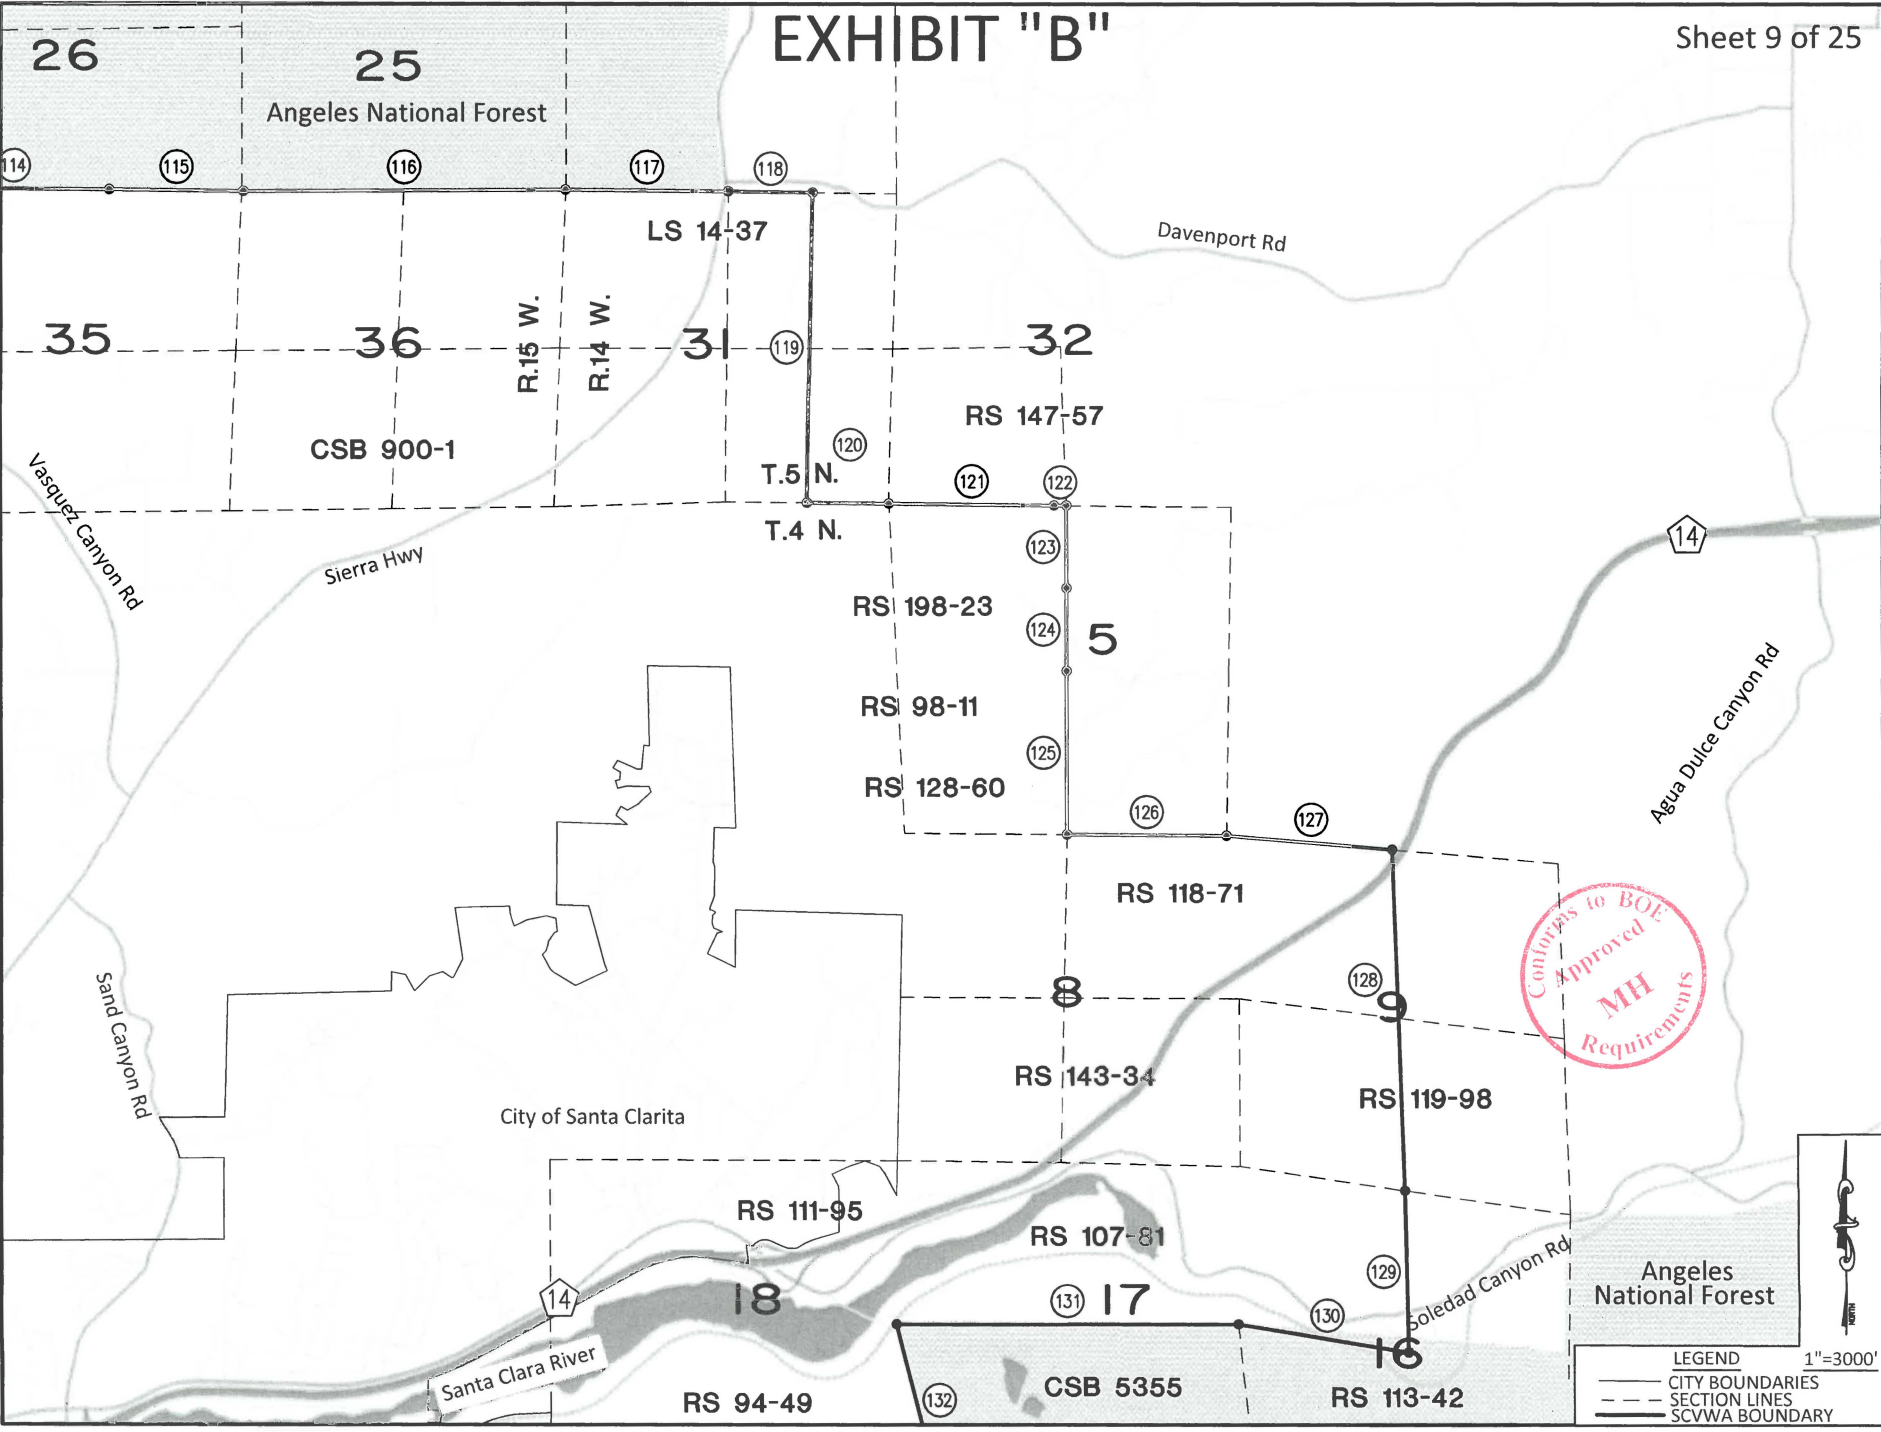 EXHIBIT "B"
Sheet 9 of 25
26
25
Angeles National Forest
114
115
116
117
118
LS 14-37
Davenport Rd
35
36
R.15 W.
R.14 W.
31
119
32
RS 147-57
CSB 900-1
120
T.5 N.
121
122
T.4 N.
Vasquez Canyon Rd
Sierra Hwy
123
14
RS 198-23
124
5
RS 98-11
125
RS 128-60
Agua Dulce Canyon Rd
126
127
RS 118-71
Conforms to BOE
Approved
MH
Requirements
128
8
9
Sand Canyon Rd
RS 143-34
RS 119-98
City of Santa Clarita
RS 111-95
RS 107-81
129
Soledad Canyon Rd
Angeles
National Forest
14
18
131
17
130
NORTH
16
Santa Clara River
RS 94-49
132
CSB 5355
RS 113-42
LEGEND
1"=3000'
CITY BOUNDARIES
SECTION LINES
SCVWA BOUNDARY